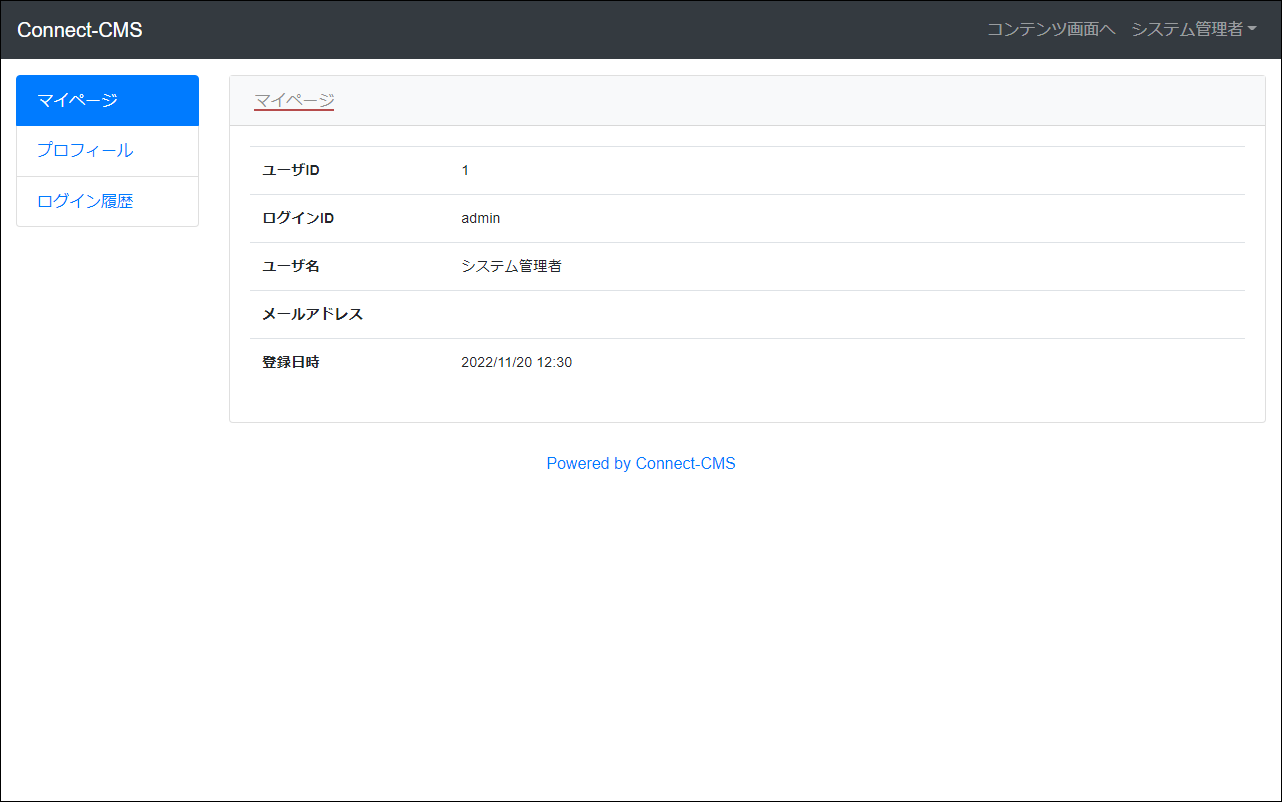 Connect-CMS
コンテンツ画面へ システム管理者
マイページ
プロフィール
ログイン履歴
マイページ
ユーザID 1
ログインID admin
ユーザ名 システム管理者
メールアドレス
登録日時 2022/11/20 12:30
Powered by Connect-CMS